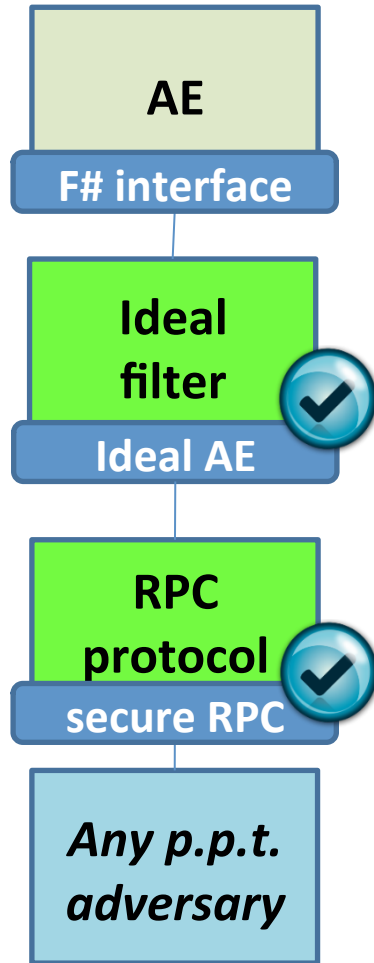 AE
F# interface
Ideal
filter
Ideal AE
RPC
protocol
secure RPC
Any p.p.t.
adversary